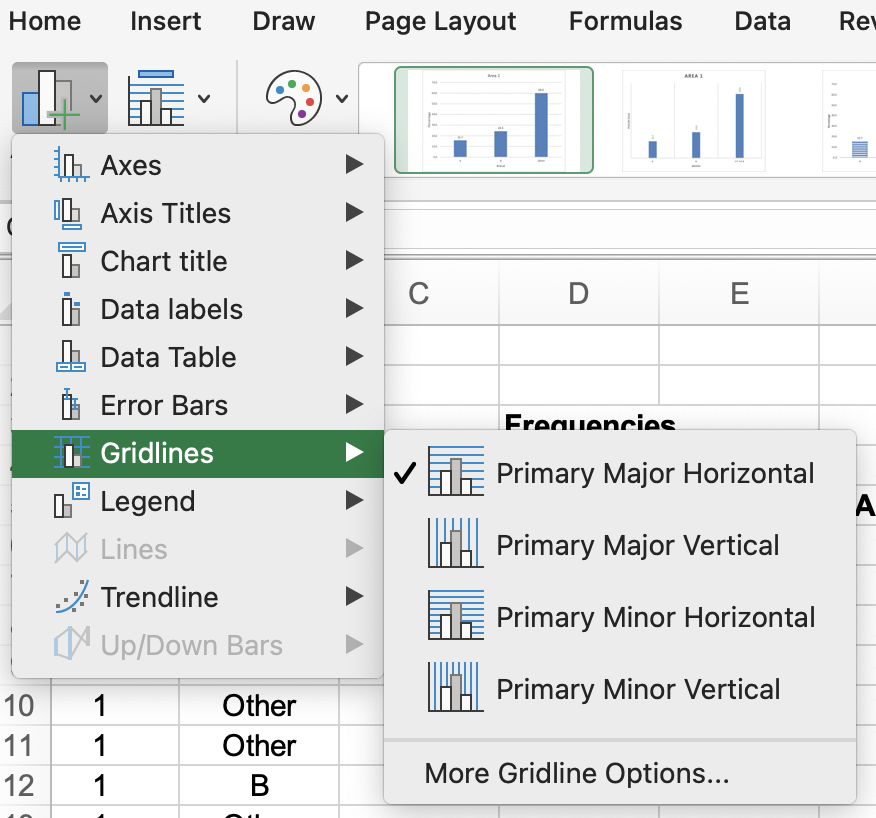 Home Insert Draw Page Layout Formulas Data Rev
Area 1
AREA 1
Axes
Axis Titles
Chart title
Data labels
Data Table
Error Bars
Gridlines
Legend
Lines
Trendline
Up/Down Bars
C D E
Frequencies
A
Primary Major Horizontal
Primary Major Vertical
Primary Minor Horizontal
Primary Minor Vertical
More Gridline Options...
10 1 Other
11 1 Other
12 1 B